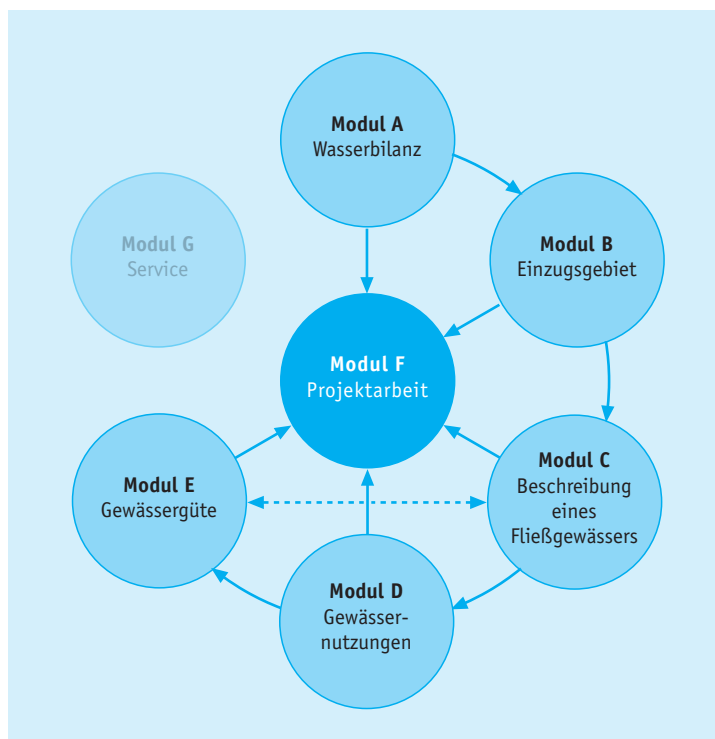 Modul A
Wasserbilanz
Modul G
Service
Modul B
Einzugsgebiet
Modul F
Projektarbeit
Modul E
Gewässergüte
Modul C
Beschreibung
eines
Fließgewässers
Modul D
Gewässer-
nutzungen